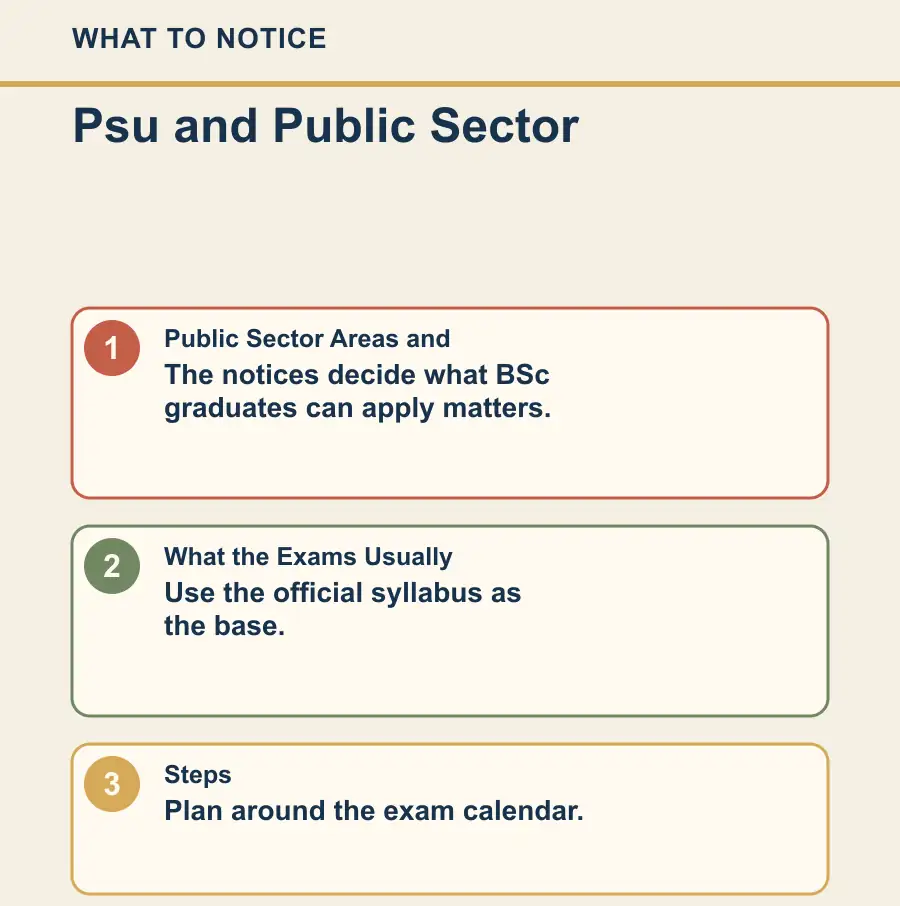 WHAT TO NOTICE
Psu and Public Sector
1
Public Sector Areas and
The notices decide what BSc
graduates can apply matters.
2
What the Exams Usually
Use the official syllabus as
the base.
3
Steps
Plan around the exam calendar.